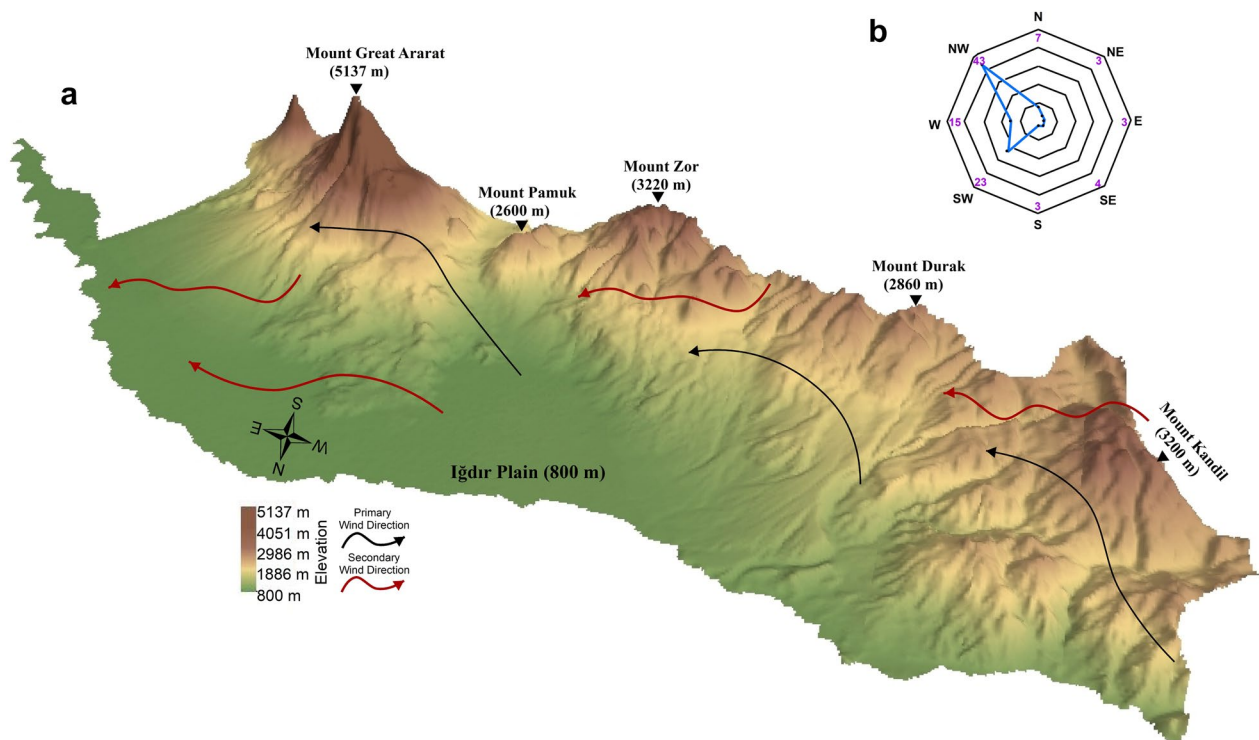 a
Mount Great Ararat
(5137 m)
Mount Pamuk
(2600 m)
Mount Zor
(3220 m)
Mount Durak
(2860 m)
Mount Kandil
(3200 m)
Iğdır Plain (800 m)
S
E
W
N
5137 m
4051 m
2986 m
1886 m
800 m
Elevation
Primary
Wind Direction
Secondary
Wind Direction
b
N
7
NW
43
NE
3
W
15
3
E
23
SW
4
SE
3
S